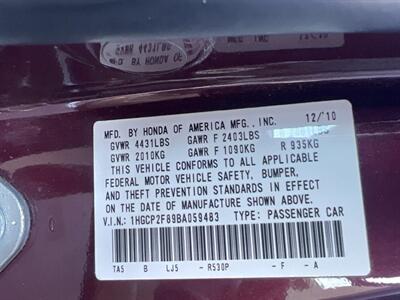 MFD. BY HONDA OF AMERICA MFG., INC. 12/10
GVWR 4431LBS GAWR F 2403LBS
GVWR 2010KG GAWR F 1090KG R 935KG
THIS VEHICLE CONFORMS TO ALL APPLICABLE
FEDERAL MOTOR VEHICLE SAFETY, BUMPER,
AND THEFT PREVENTION STANDARDS IN EFFECT
ON THE DATE OF MANUFACTURE SHOWN ABOVE.
V.I.N.: 1HGCP2F89BA059483 TYPE: PASSENGER CAR
TA5 B LJ5 - R530P - F - A